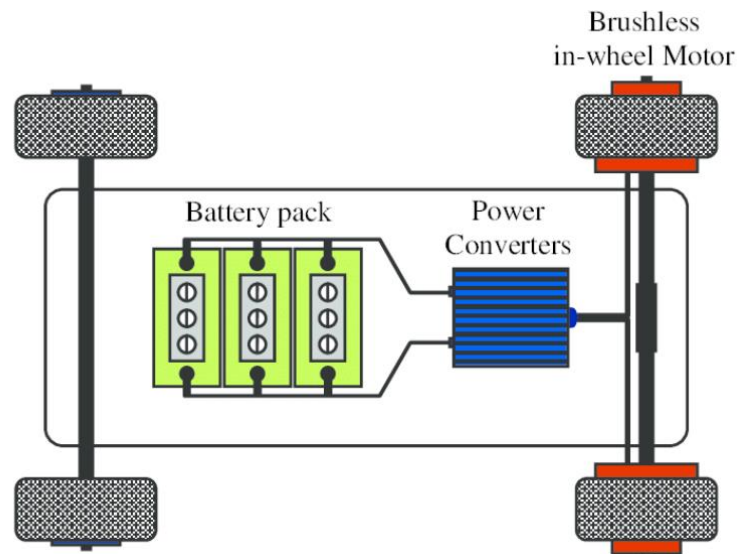 Brushless
in-wheel Motor
Battery pack
Power
Converters